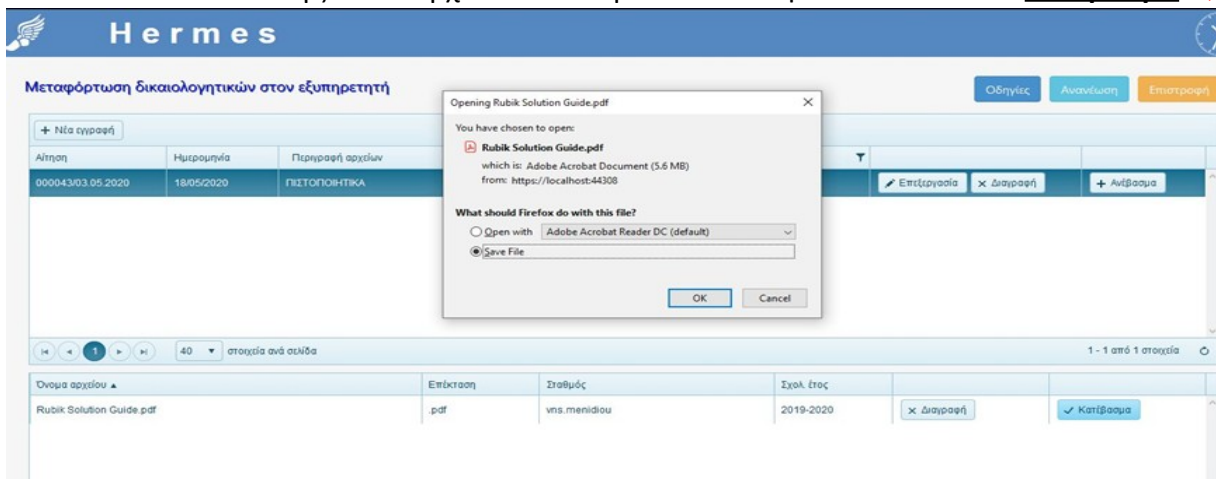 Hermes
Μεταφόρτωση δικαιολογητικών στον εξυπηρετητή
Οδηγίες Ανανέωση Επιστροφή
+ Νέα εγγραφή
Αίτηση Ημερομηνία Περιγραφή αρχείων
000043/03.05.2020 18/05/2020 ΠΙΣΤΟΠΟΙΗΤΙΚΑ Επεξεργασία Διαγραφή + Ανέβασμα
Opening Rubik Solution Guide.pdf
You have chosen to open:
Rubik Solution Guide.pdf
which is: Adobe Acrobat Document (5.6 MB)
from: https://localhost:44308
What should Firefox do with this file?
Open with Adobe Acrobat Reader DC (default)
Save File
OK Cancel
1 40 στοιχεία ανά σελίδα 1 - 1 από 1 στοιχεία
Όνομα αρχείου Επέκταση Σταθμός Σχολ. έτος
Rubik Solution Guide.pdf .pdf vns.menidiou 2019-2020 Διαγραφή Κατέβασμα